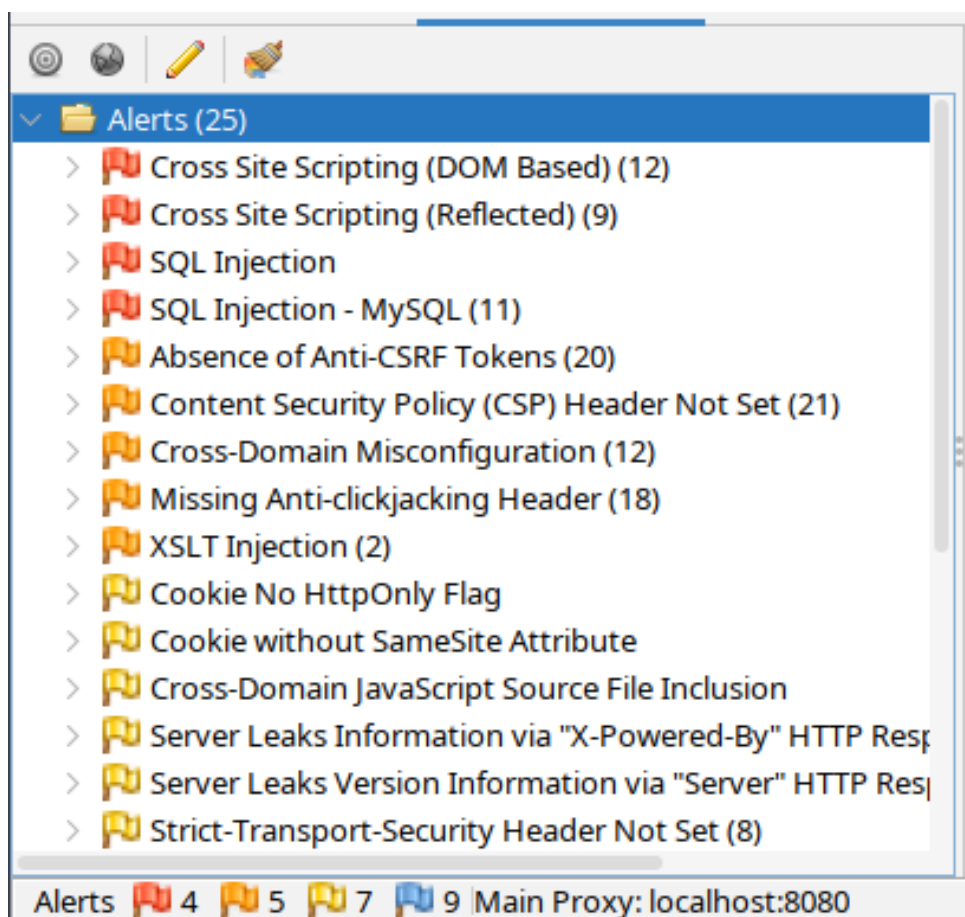 Alerts (25)
Cross Site Scripting (DOM Based) (12)
Cross Site Scripting (Reflected) (9)
SQL Injection
SQL Injection - MySQL (11)
Absence of Anti-CSRF Tokens (20)
Content Security Policy (CSP) Header Not Set (21)
Cross-Domain Misconfiguration (12)
Missing Anti-clickjacking Header (18)
XSLT Injection (2)
Cookie No HttpOnly Flag
Cookie without SameSite Attribute
Cross-Domain JavaScript Source File Inclusion
Server Leaks Information via "X-Powered-By" HTTP
Server Leaks Version Information via "Server" HTTP
Strict-Transport-Security Header Not Set (8)
Alerts 4 5 7 9 Main Proxy: localhost:8080